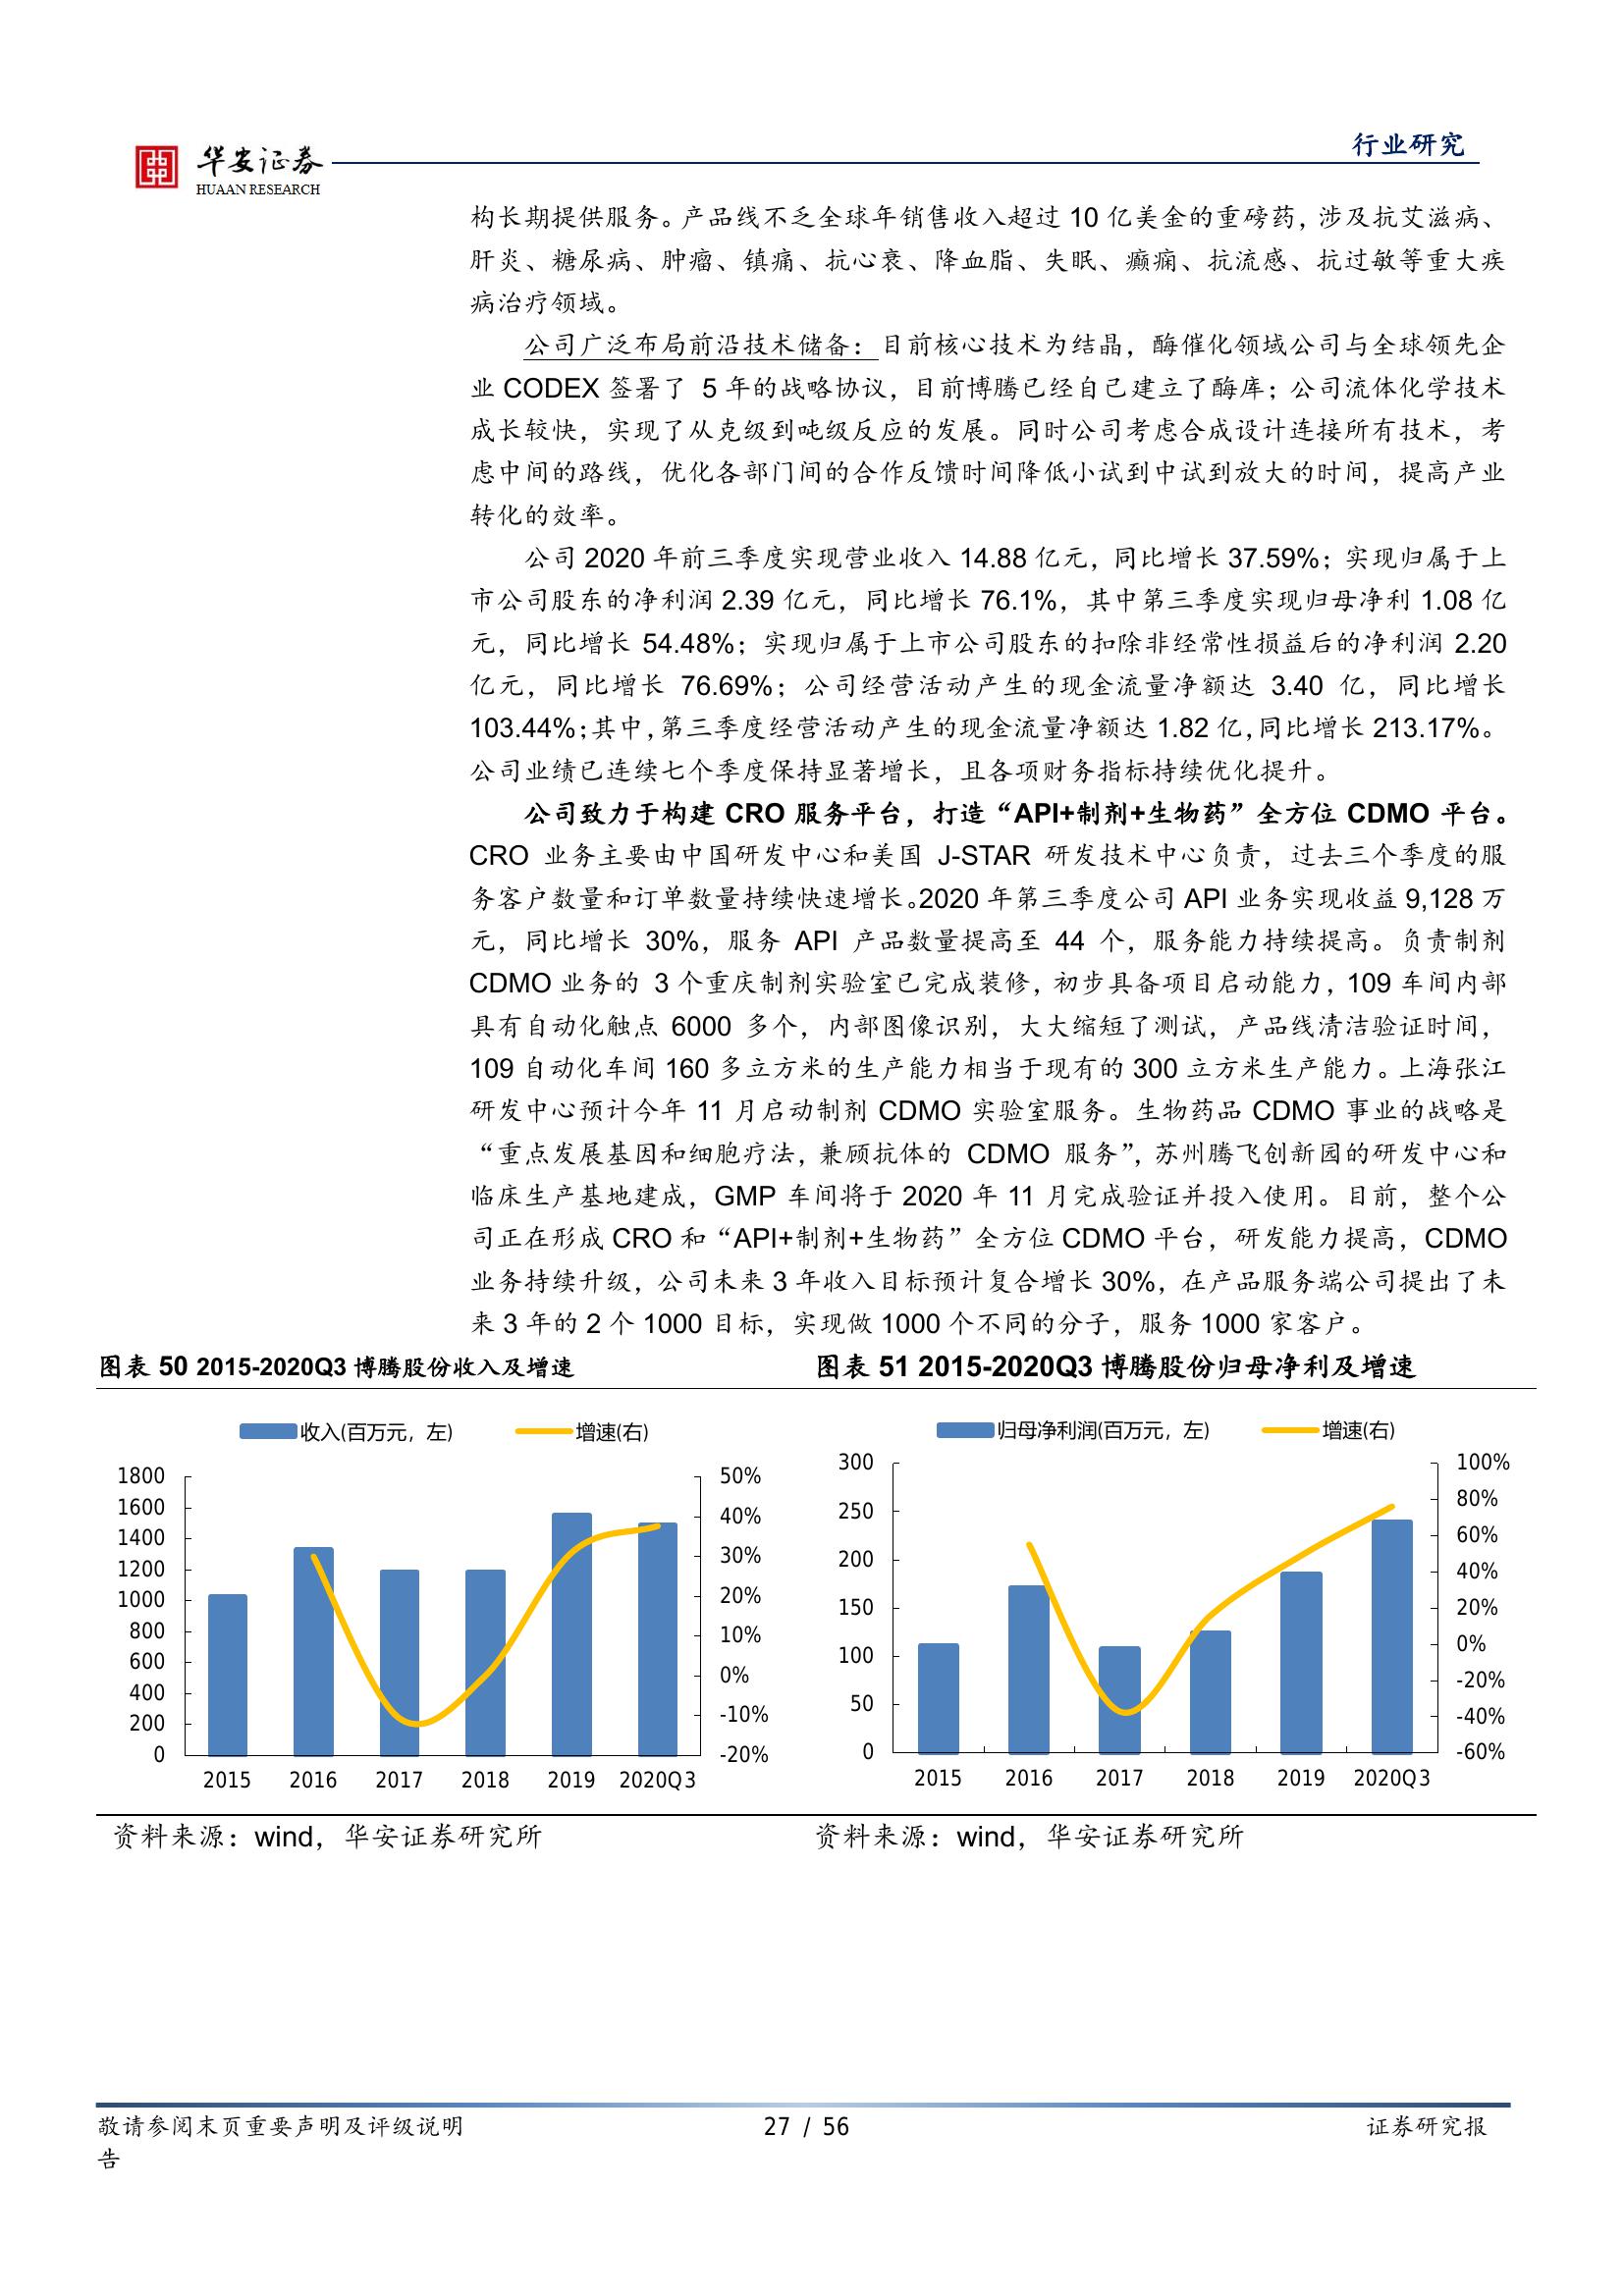 华安证券
HUAAN RESEARCH
行业研究
构长期提供服务。产品线不乏全球年销售收入超过 10 亿美金的重磅药，涉及抗艾滋病、
肝炎、糖尿病、肿瘤、镇痛、抗心衰、降血脂、失眠、癫痫、抗流感、抗过敏等重大疾
病治疗领域。
公司广泛布局前沿技术储备：目前核心技术为结晶，酶催化领域公司与全球领先企
业 CODEX 签署了 5 年的战略协议，目前博腾已经自己建立了酶库；公司流体化学技术
成长较快，实现了从克级到吨级反应的发展。同时公司考虑合成设计连接所有技术，考
虑中间的路线，优化各部门间的合作反馈时间降低小试到中试到放大的时间，提高产业
转化的效率。
公司 2020 年前三季度实现营业收入 14.88 亿元，同比增长 37.59%；实现归属于上
市公司股东的净利润 2.39 亿元，同比增长 76.1%，其中第三季度实现归母净利 1.08 亿
元，同比增长 54.48%；实现归属于上市公司股东的扣除非经常性损益后的净利润 2.20
亿元，同比增长 76.69%；公司经营活动产生的现金流量净额达 3.40 亿，同比增长
103.44%；其中，第三季度经营活动产生的现金流量净额达 1.82 亿，同比增长 213.17%。
公司业绩已连续七个季度保持显著增长，且各项财务指标持续优化提升。
公司致力于构建 CRO 服务平台，打造“API+制剂+生物药”全方位 CDMO 平台。
CRO 业务主要由中国研发中心和美国 J-STAR 研发技术中心负责，过去三个季度的服
务客户数量和订单数量持续快速增长。2020 年第三季度公司 API 业务实现收益 9,128 万
元，同比增长 30%，服务 API 产品数量提高至 44 个，服务能力持续提高。负责制剂
CDMO 业务的 3 个重庆制剂实验室已完成装修，初步具备项目启动能力，109 车间内部
具有自动化触点 6000 多个，内部图像识别，大大缩短了测试，产品线清洁验证时间，
109 自动化车间 160 多立方米的生产能力相当于现有的 300 立方米生产能力。上海张江
研发中心预计今年 11 月启动制剂 CDMO 实验室服务。生物药品 CDMO 事业的战略是
“重点发展基因和细胞疗法，兼顾抗体的 CDMO 服务”，苏州腾飞创新园的研发中心和
临床生产基地建成，GMP 车间将于 2020 年 11 月完成验证并投入使用。目前，整个公
司正在形成 CRO 和“API+制剂+生物药”全方位 CDMO 平台，研发能力提高，CDMO
业务持续升级，公司未来 3 年收入目标预计复合增长 30%，在产品服务端公司提出了未
来 3 年的 2 个 1000 目标，实现做 1000 个不同的分子，服务 1000 家客户。
图表 50 2015-2020Q3 博腾股份收入及增速
收入(百万元，左) 增速(右)
1800 50%
1600 40%
1400 30%
1200 20%
1000 10%
800 0%
600 -10%
400 -20%
200
0
2015 2016 2017 2018 2019 2020Q3
资料来源：wind，华安证券研究所
图表 51 2015-2020Q3 博腾股份归母净利及增速
归母净利润(百万元，左) 增速(右)
300 100%
250 80%
200 60%
150 40%
100 20%
50 0%
0 -20%
-40%
-60%
2015 2016 2017 2018 2019 2020Q3
资料来源：wind，华安证券研究所
敬请参阅末页重要声明及评级说明 27 / 56 证券研究报
告